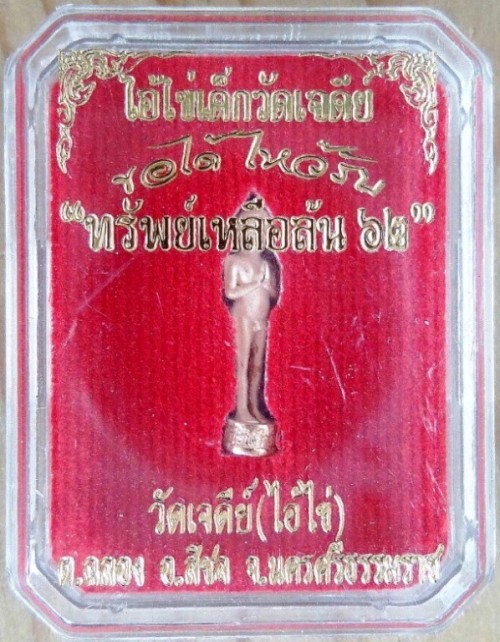 ไอ้ไข่เด็กวัดเจดีย์
ขอได้ ไหว้รับ
“ทรัพย์เหลือล้น ๖๒”
วัดเจดีย์(ไอ้ไข่)
ต.ฉลอง อ.สิชล จ.นครศรีธรรมราช